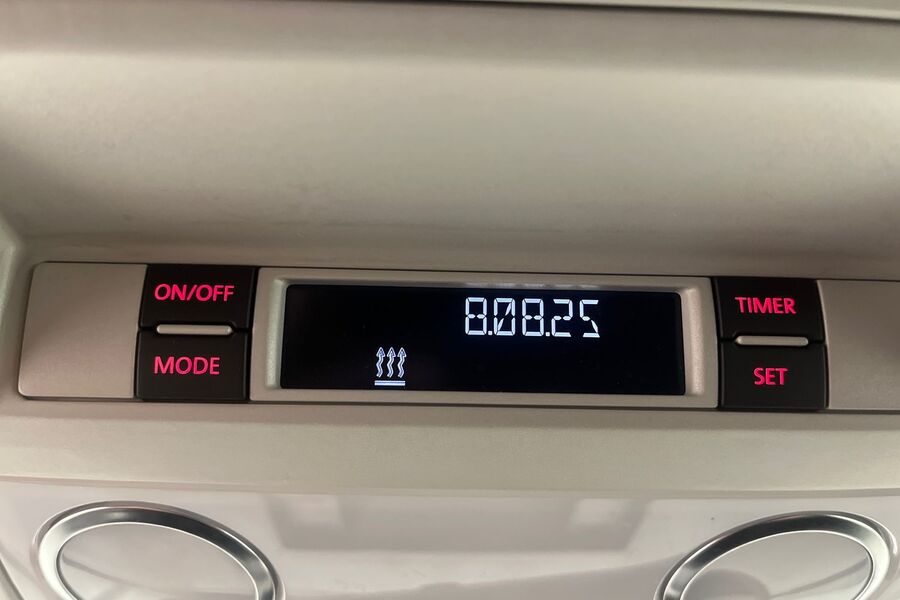 ON/OFF
MODE
8.08.25
TIMER
SET